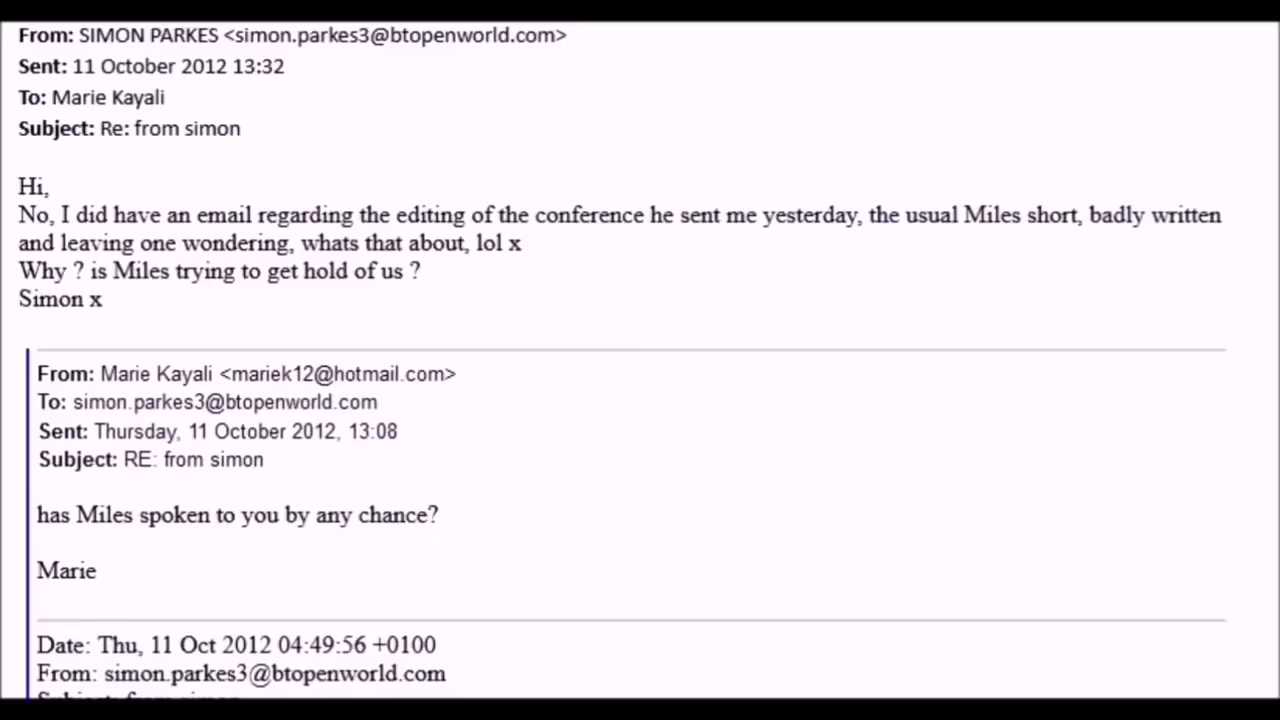 From: SIMON PARKES <simon.parkes3@btopenworld.com>
Sent: 11 October 2012 13:32
To: Marie Kayali
Subject: Re: from simon
Hi,
No, I did have an email regarding the editing of the conference he sent me yesterday, the usual Miles short, badly written
and leaving one wondering, whats that about, lol x
Why ? is Miles trying to get hold of us ?
Simon x
From: Marie Kayali <mariek12@hotmail.com>
To: simon.parkes3@btopenworld.com
Sent: Thursday, 11 October 2012, 13:08
Subject: RE: from simon
has Miles spoken to you by any chance?
Marie
Date: Thu, 11 Oct 2012 04:49:56 +0100
From: simon.parkes3@btopenworld.com
Subject: from simon